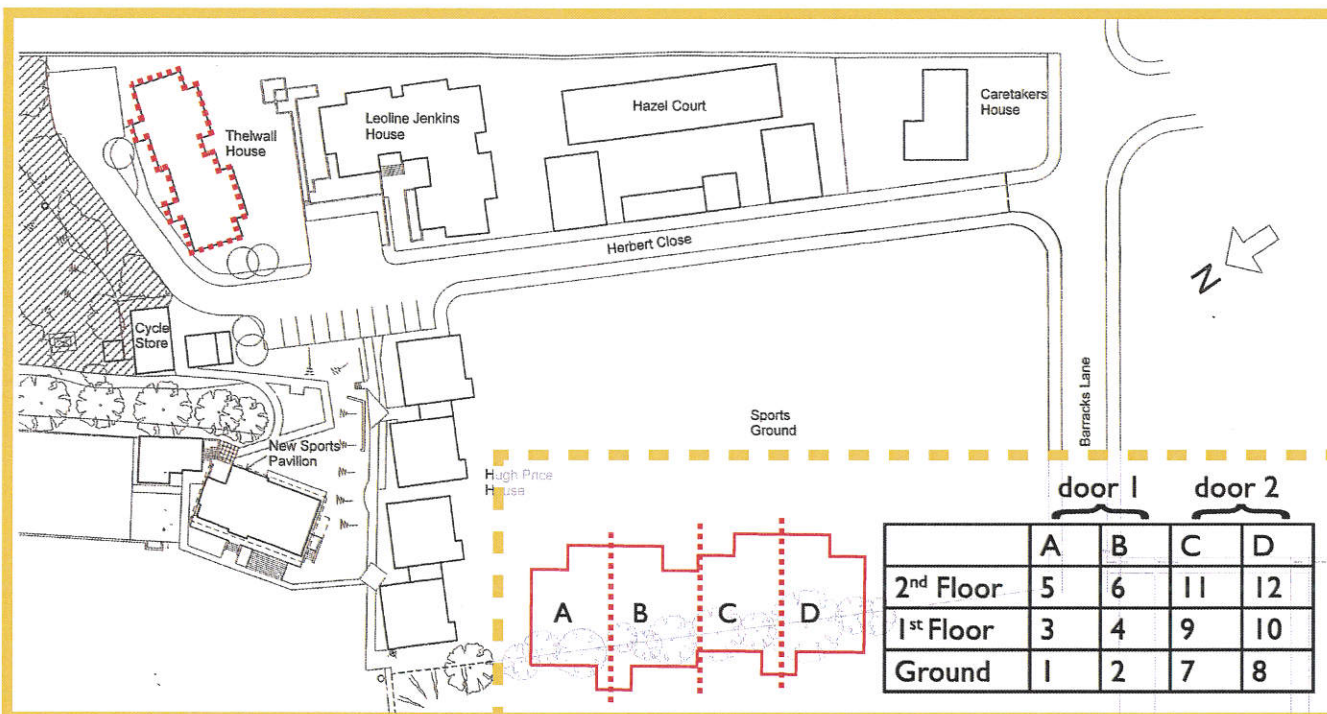 Thelwall
House
Leoline Jenkins
House
Hazel Court
Caretakers
House
Herbert Close
N
Cycle
Store
New Sports
Pavilion
Sports
Ground
Barracks Lane
Hugh Price
House
A
B
C
D
door 1 door 2
A B C D
2nd Floor 5 6 11 12
1st Floor 3 4 9 10
Ground 1 2 7 8